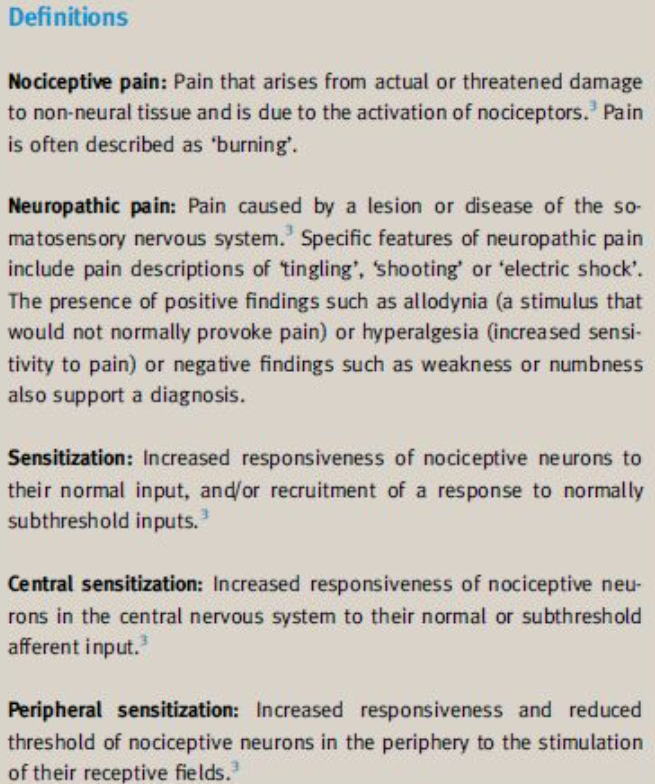 Definitions
Nociceptive pain: Pain that arises from actual or threatened damage
to non-neural tissue and is due to the activation of nociceptors.3 Pain
is often described as ‘burning’.
Neuropathic pain: Pain caused by a lesion or disease of the so-
matosensory nervous system.3 Specific features of neuropathic pain
include pain descriptions of ‘tingling’, ‘shooting’ or ‘electric shock’.
The presence of positive findings such as allodynia (a stimulus that
would not normally provoke pain) or hyperalgesia (increased sensi-
tivity to pain) or negative findings such as weakness or numbness
also support a diagnosis.
Sensitization: Increased responsiveness of nociceptive neurons to
their normal input, and/or recruitment of a response to normally
subthreshold inputs.3
Central sensitization: Increased responsiveness of nociceptive neu-
rons in the central nervous system to their normal or subthreshold
afferent input.3
Peripheral sensitization: Increased responsiveness and reduced
threshold of nociceptive neurons in the periphery to the stimulation
of their receptive fields.3